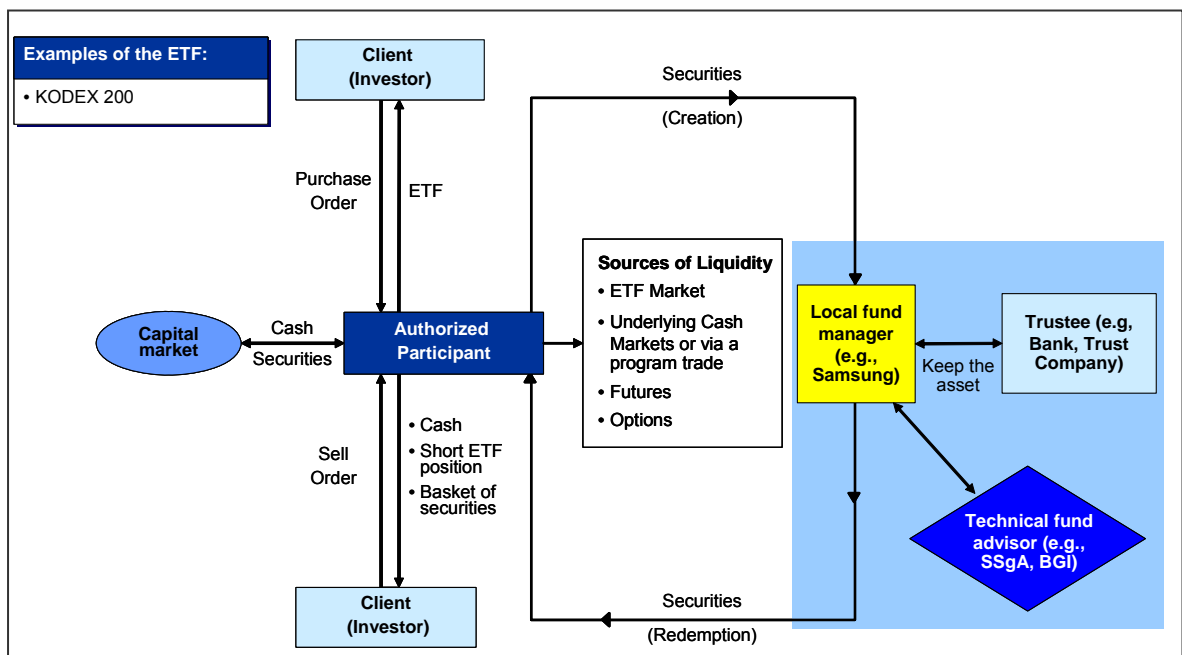 Examples of the ETF:
• KODEX 200
Client
(Investor)
Securities
(Creation)
Purchase
Order
ETF
Sources of Liquidity
• ETF Market
• Underlying Cash
Markets or via a
program trade
• Futures
• Options
Capital
market
Cash
Securities
Authorized
Participant
Local fund
manager
(e.g.,
Samsung)
Keep the
asset
Trustee (e.g,
Bank, Trust
Company)
Sell
Order
• Cash
• Short ETF
position
• Basket of
securities
Technical fund
advisor (e.g.,
SSgA, BGI)
Client
(Investor)
Securities
(Redemption)